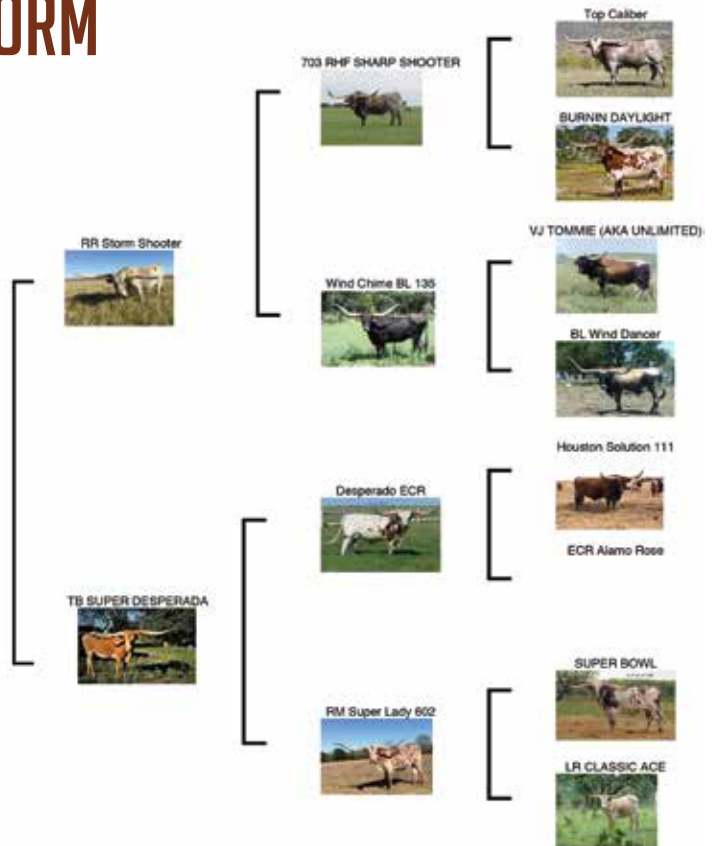 ORM
Top Caliber
703 RHF SHARP SHOOTER
BURNIN DAYLIGHT
RR Storm Shooter
VJ TOMMIE (AKA UNLIMITED)
Wind Chime BL 135
BL Wind Dancer
Houston Solution 111
Desperado ECR
ECR Alamo Rose
TB SUPER DESPERADA
SUPER BOWL
RM Super Lady 602
LR CLASSIC ACE